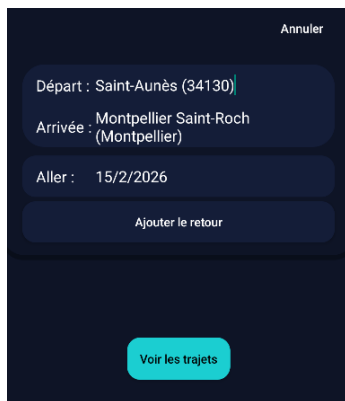 Annuler
Départ : Saint-Aunès (34130)
Arrivée : Montpellier Saint-Roch
(Montpellier)
Aller : 15/2/2026
Ajouter le retour
Voir les trajets